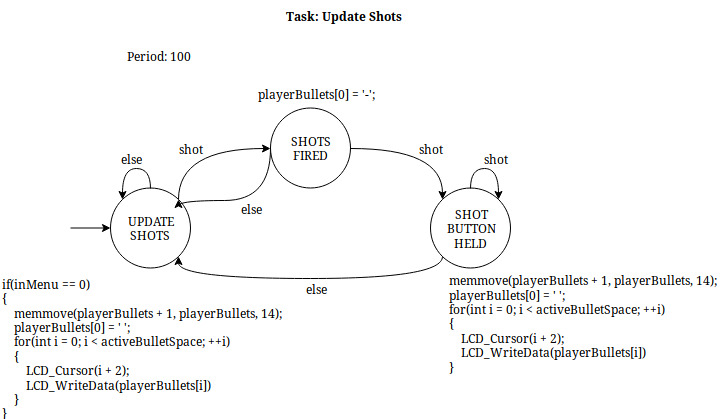 Task: Update Shots
Period: 100
playerBullets[0] = '-';
SHOTS
FIRED
shot
shot
shot
else
else
UPDATE
SHOTS
SHOT
BUTTON
HELD
else
if(inMenu == 0)
{
memmove(playerBullets + 1, playerBullets, 14);
playerBullets[0] = ' ';
for(int i = 0; i < activeBulletSpace; ++i)
{
LCD_Cursor(i + 2);
LCD_WriteData(playerBullets[i])
}
}
memmove(playerBullets + 1, playerBullets, 14);
playerBullets[0] = ' ';
for(int i = 0; i < activeBulletSpace; ++i)
{
LCD_Cursor(i + 2);
LCD_WriteData(playerBullets[i])
}